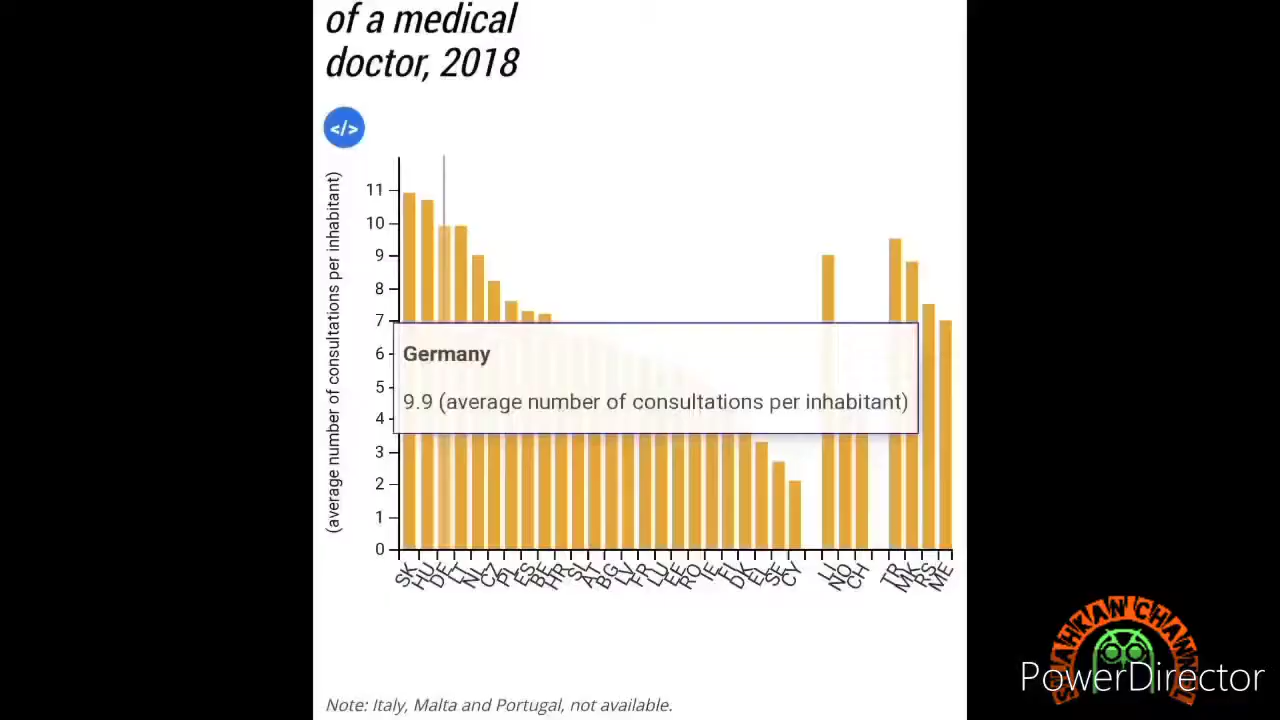 of a medical
doctor, 2018
</>
(average number of consultations per inhabitant)
11
10
9
8
7
6
5
4
3
2
1
0
Germany
9.9 (average number of consultations per inhabitant)
SK HU DE LT NL CZ PL ES BE HR SI AT BG LV FR LU EE RO IE FI DK EL SE CY LI NO CH TR MK RS ME
Note: Italy, Malta and Portugal, not available.
PowerDirector